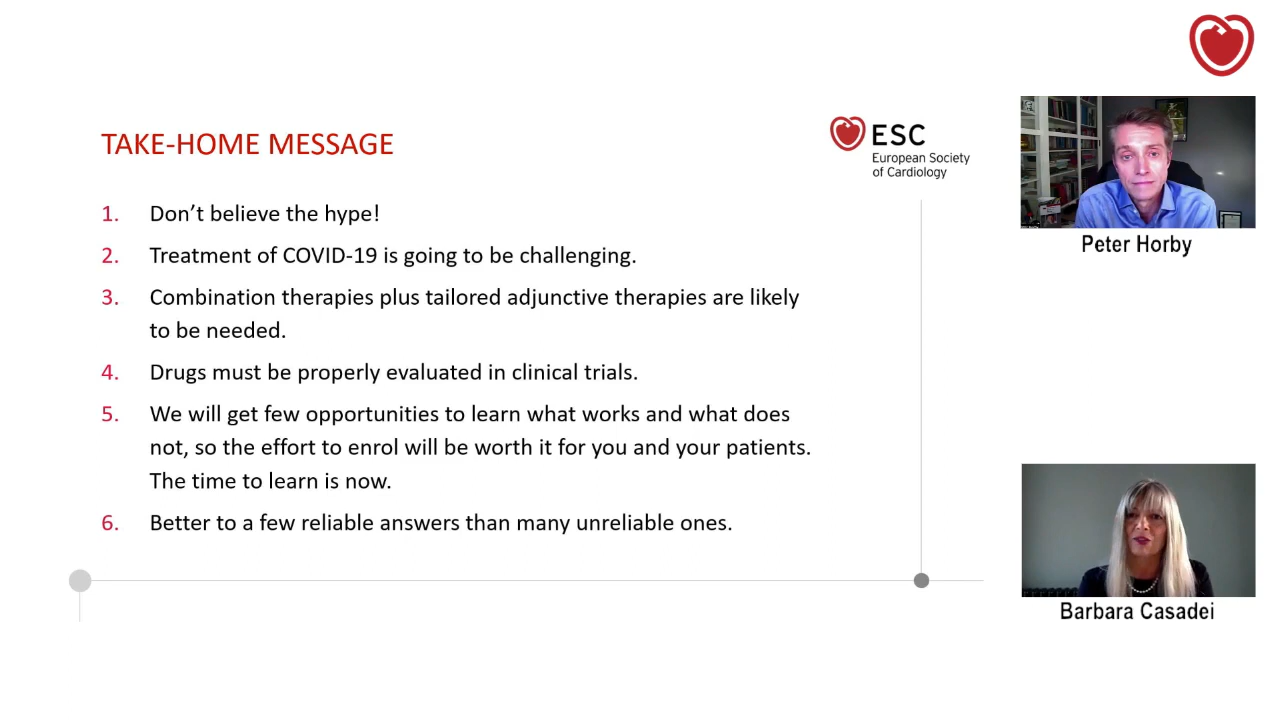 TAKE-HOME MESSAGE
ESC
European Society
of Cardiology
1. Don’t believe the hype!
2. Treatment of COVID-19 is going to be challenging.
3. Combination therapies plus tailored adjunctive therapies are likely
to be needed.
4. Drugs must be properly evaluated in clinical trials.
5. We will get few opportunities to learn what works and what does
not, so the effort to enrol will be worth it for you and your patients.
The time to learn is now.
6. Better to a few reliable answers than many unreliable ones.
Peter Horby
Barbara Casadei